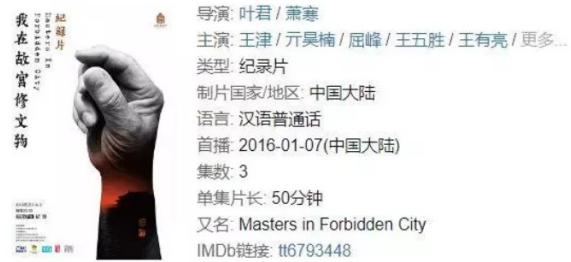 我在故宫修文物
纪录片
Masters in
Forbidden City
导演: 叶君 / 萧寒
主演: 王津 / 亓昊楠 / 屈峰 / 王五胜 / 王有亮 / 更多...
类型: 纪录片
制片国家/地区: 中国大陆
语言: 汉语普通话
首播: 2016-01-07(中国大陆)
集数: 3
单集片长: 50分钟
又名: Masters in Forbidden City
IMDb链接: tt6793448